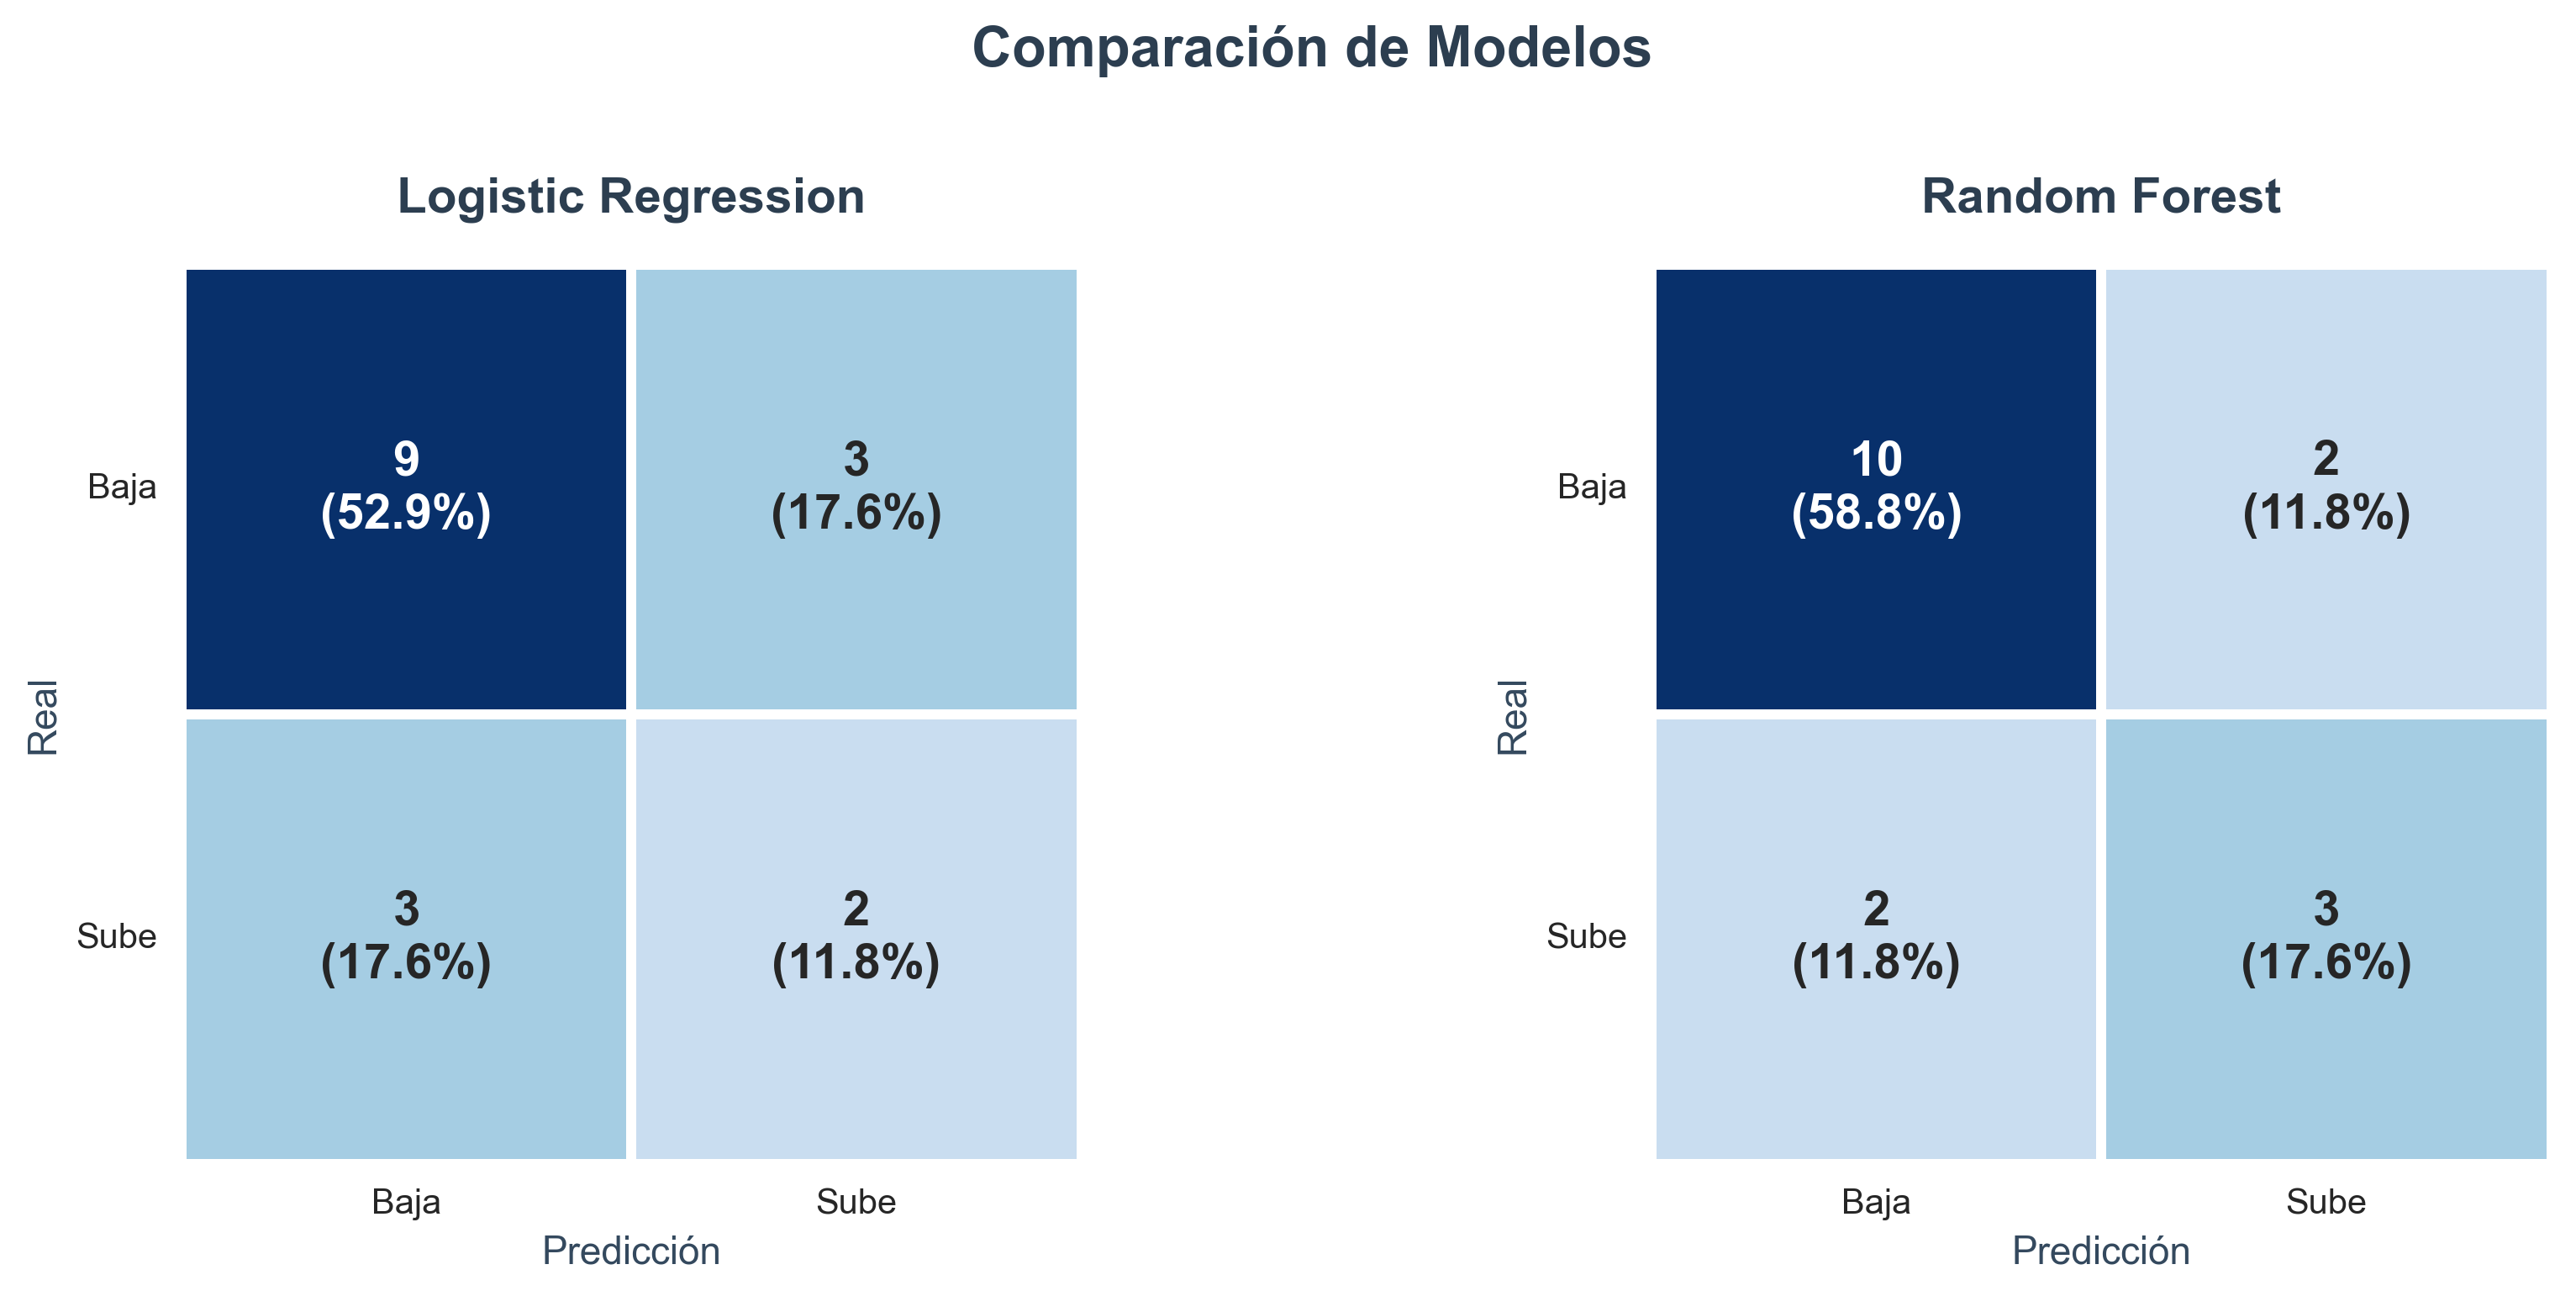 Comparación de Modelos
Logistic Regression
Real
Baja
9
(52.9%)
3
(17.6%)
Sube
3
(17.6%)
2
(11.8%)
Baja
Sube
Predicción
Random Forest
Real
Baja
10
(58.8%)
2
(11.8%)
Sube
2
(11.8%)
3
(17.6%)
Baja
Sube
Predicción